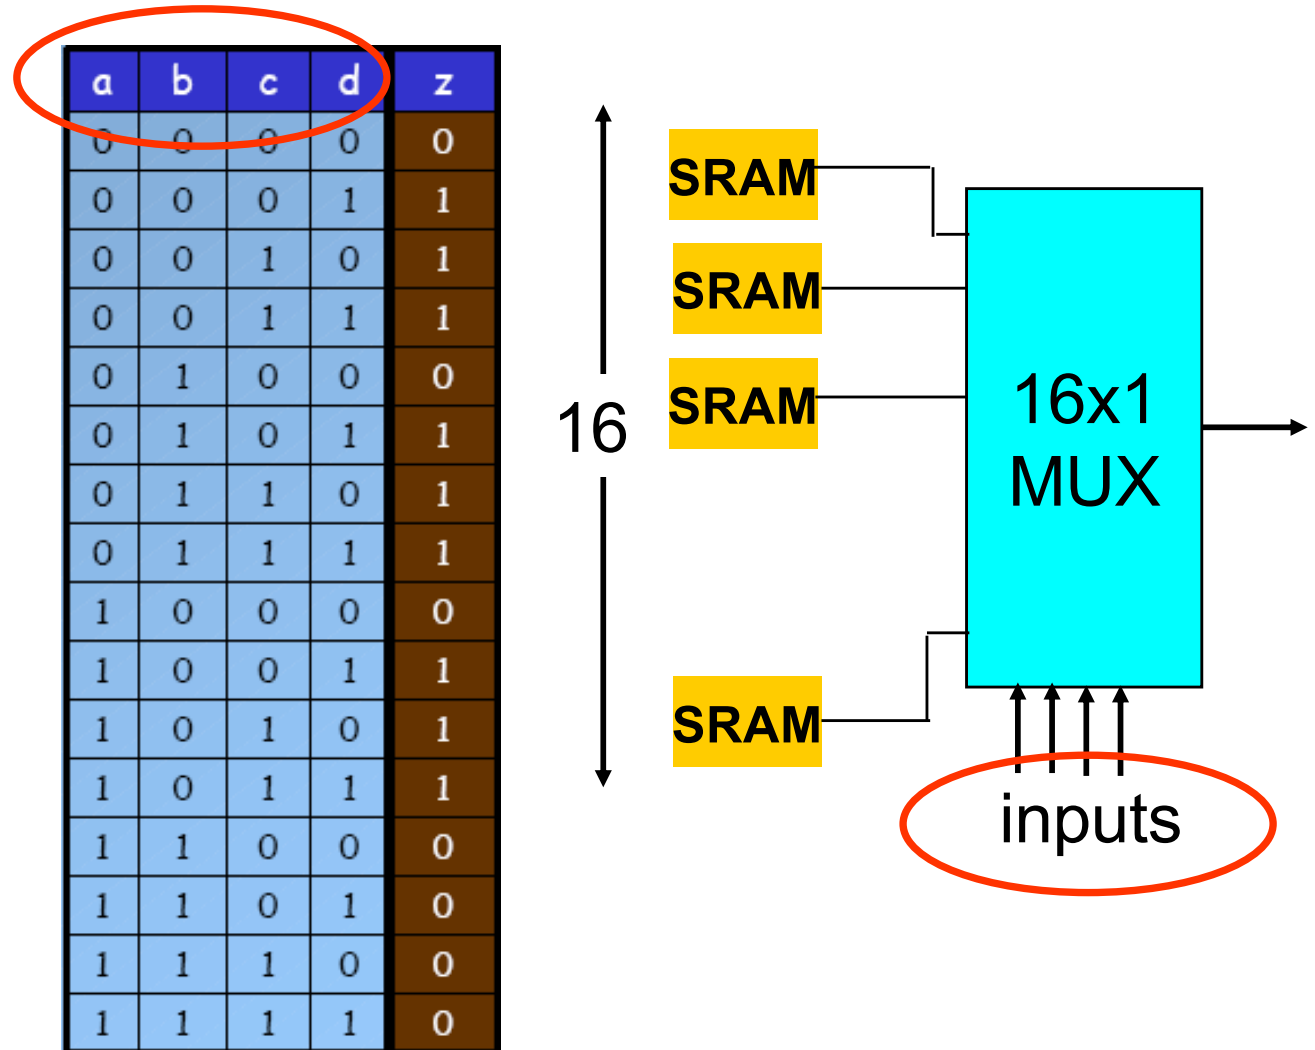 a b c d z
0 0 0 0 0
0 0 0 1 1
0 0 1 0 1
0 0 1 1 1
0 1 0 0 0
0 1 0 1 1
0 1 1 0 1
0 1 1 1 1
1 0 0 0 0
1 0 0 1 1
1 0 1 0 1
1 0 1 1 1
1 1 0 0 0
1 1 0 1 0
1 1 1 0 0
1 1 1 1 0
16
SRAM
SRAM
SRAM
SRAM
16x1
MUX
inputs